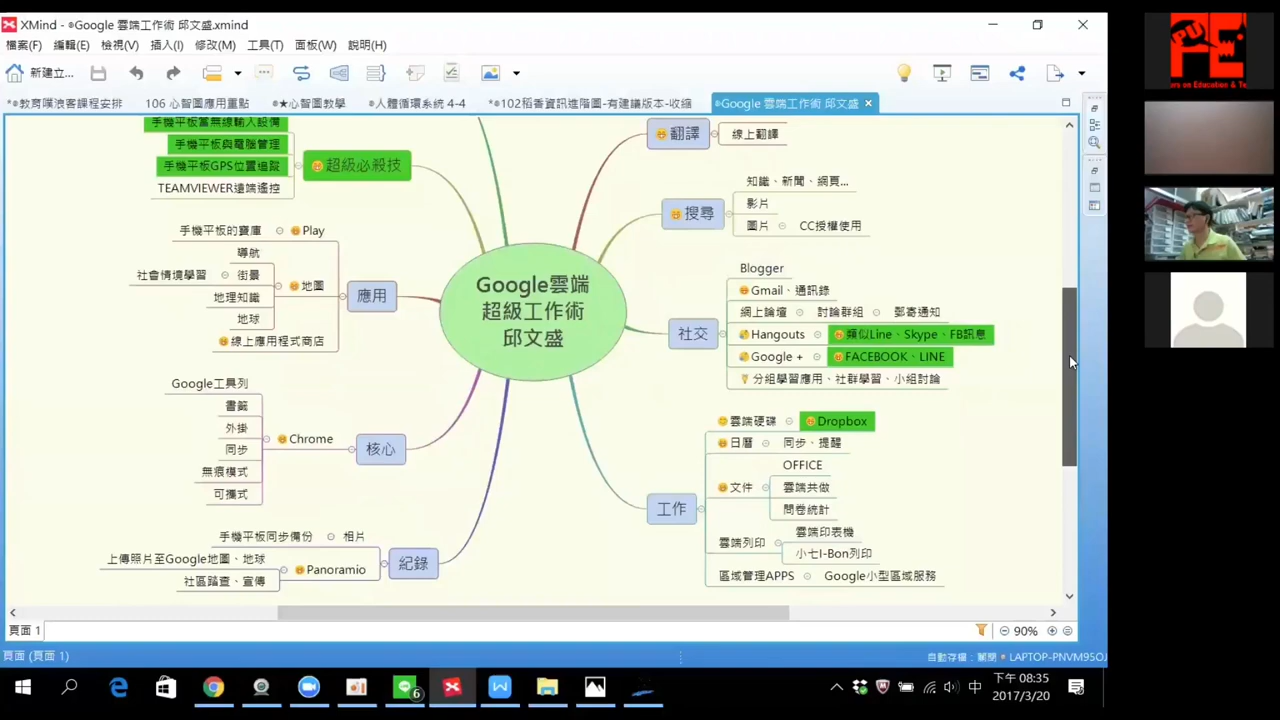 XMind - Google 雲端工作術 邱文盛.xmind
檔案(F) 編輯(E) 檢視(V) 插入(I) 修改(M) 工具(T) 面板(W) 說明(H)
新建立...
*教育噗浪客課程安排 106 心智圖應用重點 ★心智圖教學 人體循環系統 4-4 *102稻香資訊進階圖-有建議版本-收縮 Google 雲端工作術 邱文盛
手機平板當無線輸入設備
手機平板與電腦管理
手機平板GPS位置追蹤
TEAMVIEWER遠端遙控
超級必殺技
手機平板的寶庫
Play
導航
社會情境學習
街景
地理知識
地球
地圖
線上應用程式商店
應用
Google工具列
書籤
外掛
同步
無痕模式
可攜式
Chrome
核心
手機平板同步備份
相片
上傳照片至Google地圖、地球
社區踏查、宣傳
Panoramio
紀錄
Google雲端
超級工作術
邱文盛
翻譯
線上翻譯
搜尋
知識、新聞、網頁...
影片
圖片
CC授權使用
社交
Blogger
Gmail、通訊錄
網上論壇
討論群組
郵寄通知
Hangouts
類似Line、Skype、FB訊息
Google +
FACEBOOK、LINE
分組學習應用、社群學習、小組討論
工作
雲端硬碟
Dropbox
日曆
同步、提醒
文件
OFFICE
雲端共做
問卷統計
雲端列印
雲端印表機
小七I-Bon列印
區域管理APPS
Google小型區域服務
頁面 1
90%
頁面 (頁面 1)
自動存檔: 關閉 LAPTOP-PNVM95OJ
6
中
下午 08:35
2017/3/20
PU
FE
rs on Education & Te